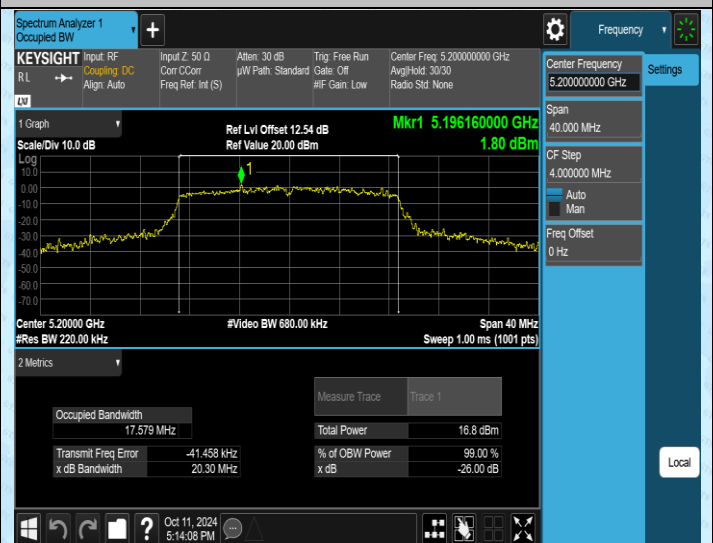 Spectrum Analyzer 1
Occupied BW
+
Frequency
KEYSIGHT
Input: RF
Input Z: 50 Ω
Atten: 30 dB
Trig: Free Run
Center Freq: 5.200000000 GHz
RL
Coupling: DC
Corr CCorr
µW Path: Standard
Gate: Off
Avg|Hold: 30/30
Align: Auto
Freq Ref: Int (S)
#IF Gain: Low
Radio Std: None
LXI
Center Frequency
5.200000000 GHz
Settings
Span
40.000 MHz
CF Step
4.000000 MHz
Auto
Man
Freq Offset
0 Hz
1 Graph
Ref Lvl Offset 12.54 dB
Mkr1 5.196160000 GHz
Scale/Div 10.0 dB
Ref Value 20.00 dBm
1.80 dBm
Log
10.0
0.00
-10.0
-20.0
-30.0
-40.0
-50.0
-60.0
-70.0
1
Center 5.20000 GHz
#Video BW 680.00 kHz
Span 40 MHz
#Res BW 220.00 kHz
Sweep 1.00 ms (1001 pts)
2 Metrics
Measure Trace
Trace 1
Occupied Bandwidth
17.579 MHz
Total Power
16.8 dBm
Transmit Freq Error
-41.458 kHz
% of OBW Power
99.00 %
x dB Bandwidth
20.30 MHz
x dB
-26.00 dB
Local
?
Oct 11, 2024
5:14:08 PM